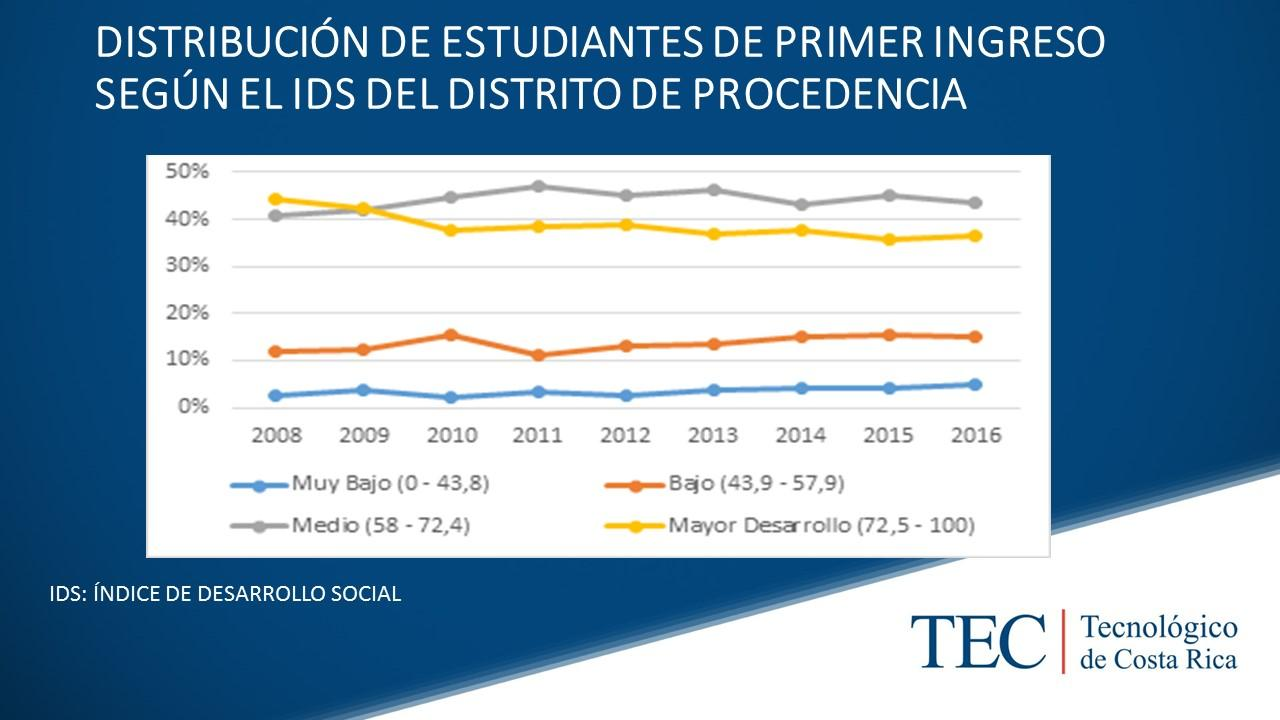 DISTRIBUCIÓN DE ESTUDIANTES DE PRIMER INGRESO
SEGÚN EL IDS DEL DISTRITO DE PROCEDENCIA
50%
40%
30%
20%
10%
0%
2008 2009 2010 2011 2012 2013 2014 2015 2016
Muy Bajo (0 - 43,8) Bajo (43,9 - 57,9)
Medio (58 - 72,4) Mayor Desarrollo (72,5 - 100)
IDS: ÍNDICE DE DESARROLLO SOCIAL
TEC Tecnológico
de Costa Rica